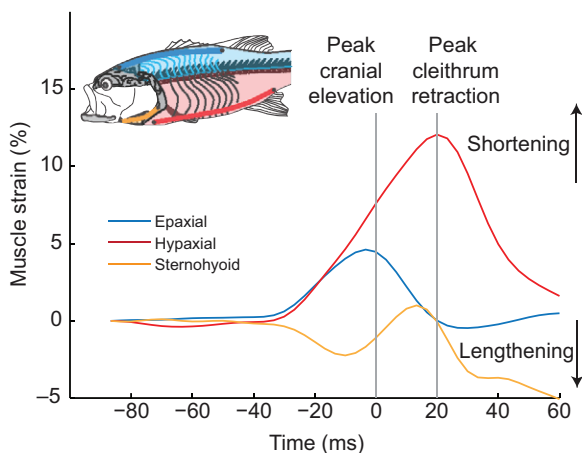 Peak
cranial
elevation
Peak
cleithrum
retraction
15
10
5
0
–5
Muscle strain (%)
Shortening
Epaxial
Hypaxial
Sternohyoid
Lengthening
–80 –60 –40 –20 0 20 40 60
Time (ms)